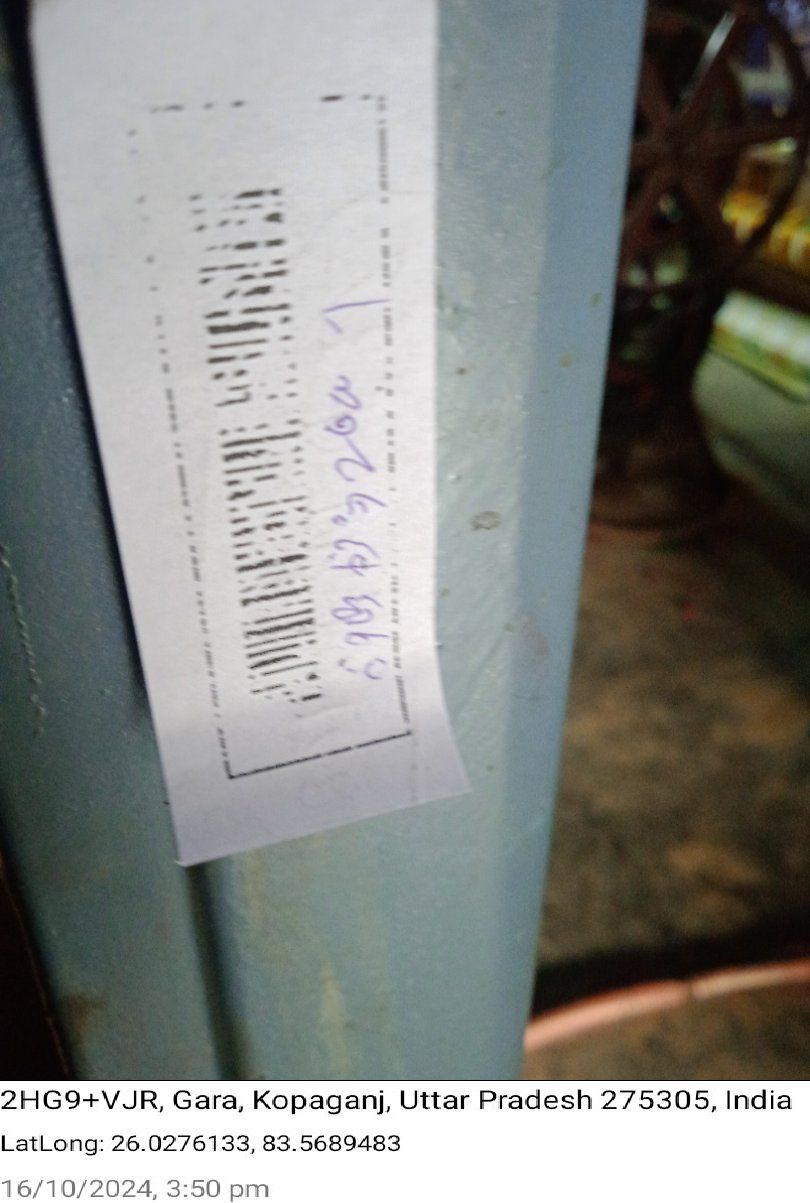 2HG9+VJR, Gara, Kopaganj, Uttar Pradesh 275305, India
LatLong: 26.0276133, 83.5689483
16/10/2024, 3:50 pm